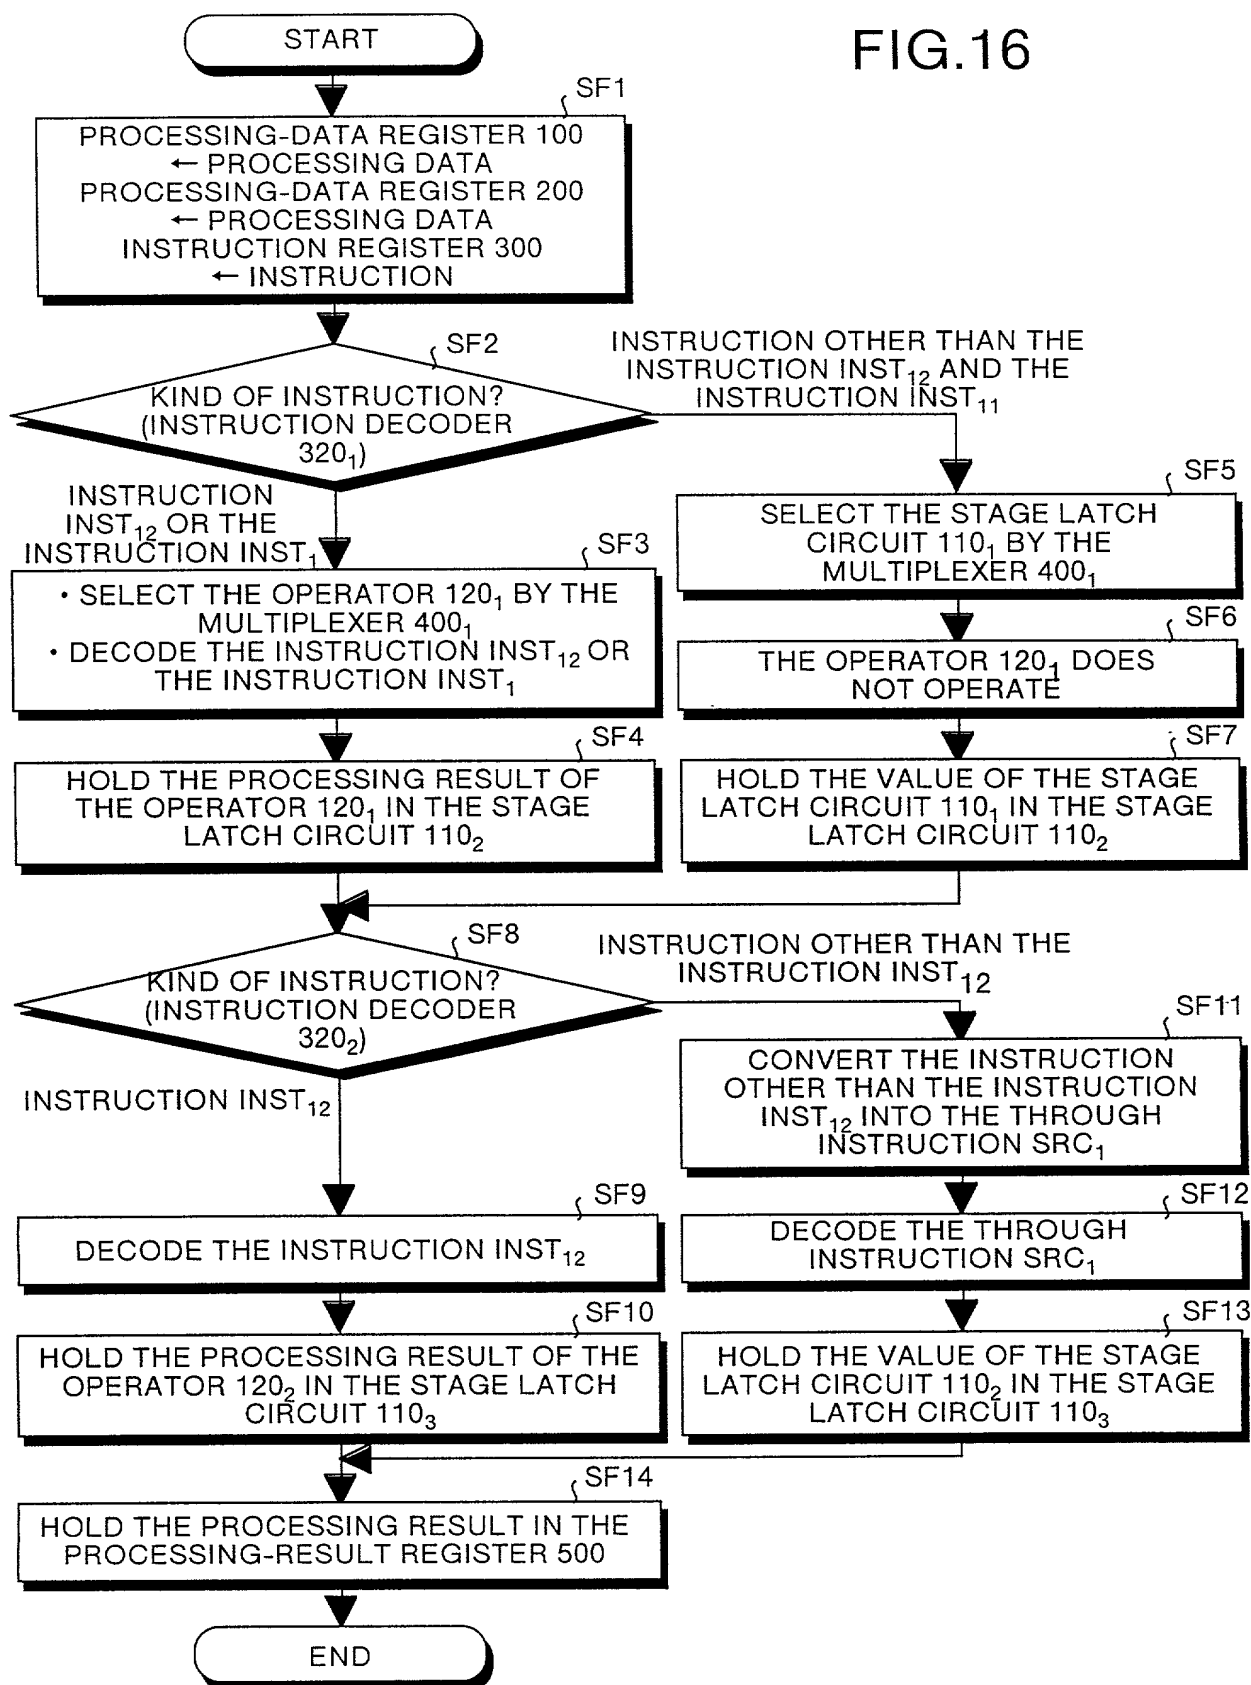 START
FIG.16
SF1
PROCESSING-DATA REGISTER 100
← PROCESSING DATA
PROCESSING-DATA REGISTER 200
← PROCESSING DATA
INSTRUCTION REGISTER 300
← INSTRUCTION
SF2
KIND OF INSTRUCTION?
(INSTRUCTION DECODER
320₁)
INSTRUCTION OTHER THAN THE
INSTRUCTION INST₁₂ AND THE
INSTRUCTION INST₁₁
INSTRUCTION
INST₁₂ OR THE
INSTRUCTION INST₁
SF3
• SELECT THE OPERATOR 120₁ BY THE
MULTIPLEXER 400₁
• DECODE THE INSTRUCTION INST₁₂ OR
THE INSTRUCTION INST₁
SF4
HOLD THE PROCESSING RESULT OF
THE OPERATOR 120₁ IN THE STAGE
LATCH CIRCUIT 110₂
SF5
SELECT THE STAGE LATCH
CIRCUIT 110₁ BY THE
MULTIPLEXER 400₁
SF6
THE OPERATOR 120₁ DOES
NOT OPERATE
SF7
HOLD THE VALUE OF THE STAGE
LATCH CIRCUIT 110₁ IN THE STAGE
LATCH CIRCUIT 110₂
SF8
KIND OF INSTRUCTION?
(INSTRUCTION DECODER
320₂)
INSTRUCTION OTHER THAN THE
INSTRUCTION INST₁₂
INSTRUCTION INST₁₂
SF9
DECODE THE INSTRUCTION INST₁₂
SF10
HOLD THE PROCESSING RESULT OF THE
OPERATOR 120₂ IN THE STAGE LATCH
CIRCUIT 110₃
SF11
CONVERT THE INSTRUCTION
OTHER THAN THE INSTRUCTION
INST₁₂ INTO THE THROUGH
INSTRUCTION SRC₁
SF12
DECODE THE THROUGH
INSTRUCTION SRC₁
SF13
HOLD THE VALUE OF THE STAGE
LATCH CIRCUIT 110₂ IN THE STAGE
LATCH CIRCUIT 110₃
SF14
HOLD THE PROCESSING RESULT IN THE
PROCESSING-RESULT REGISTER 500
END